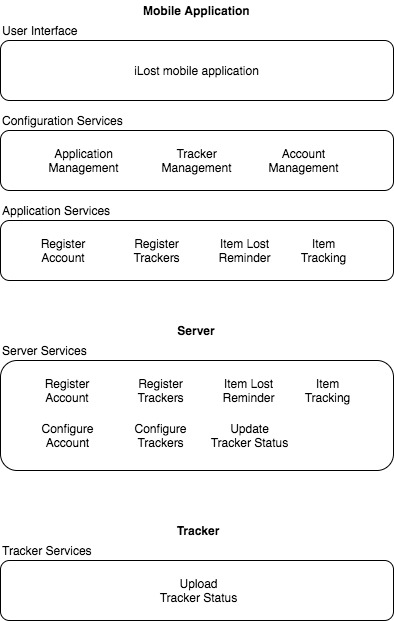 Mobile Application
User Interface
iLost mobile application
Configuration Services
Application Tracker Account
Management Management Management
Application Services
Register Register Item Lost Item
Account Trackers Reminder Tracking
Server
Server Services
Register Register Item Lost Item
Account Trackers Reminder Tracking
Configure Configure Update
Account Trackers Tracker Status
Tracker
Tracker Services
Upload
Tracker Status